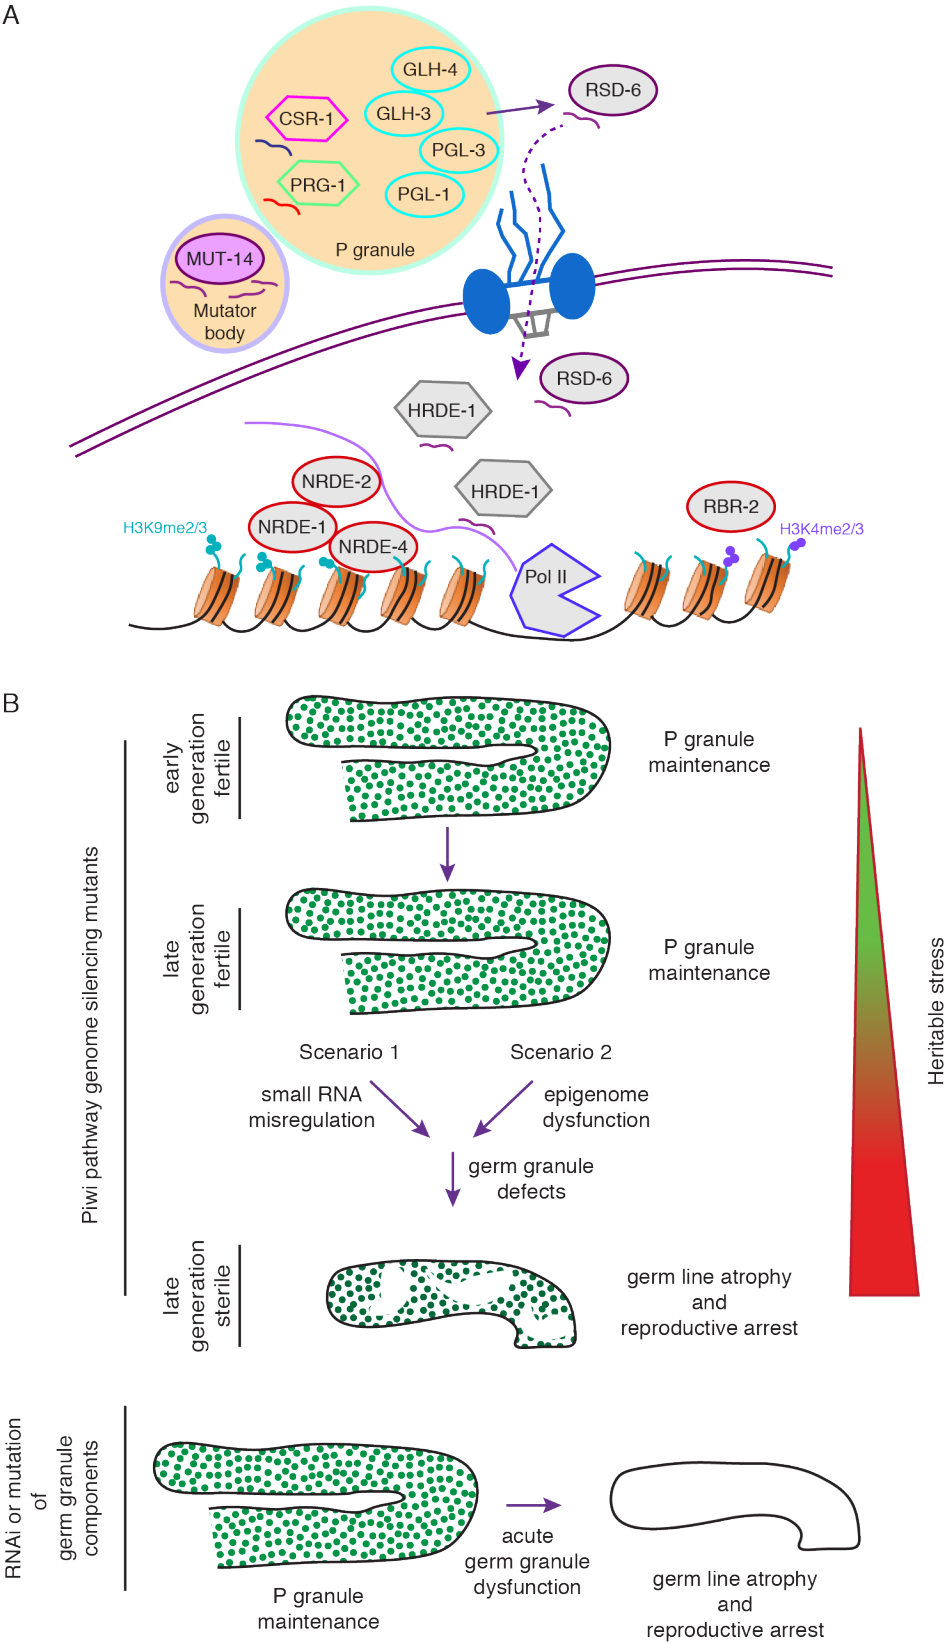 A
GLH-4
RSD-6
CSR-1
GLH-3
PGL-3
PRG-1
PGL-1
P granule
MUT-14
Mutator
body
RSD-6
HRDE-1
NRDE-2
HRDE-1
RBR-2
H3K9me2/3
NRDE-1
H3K4me2/3
NRDE-4
Pol II
B
early
generation
fertile
P granule
maintenance
Piwi pathway genome silencing mutants
late
generation
fertile
P granule
maintenance
Heritable stress
Scenario 1
Scenario 2
small RNA
misregulation
epigenome
dysfunction
germ granule
defects
late
generation
sterile
germ line atrophy
and
reproductive arrest
RNAi or mutation
of
germ granule
components
P granule
maintenance
acute
germ granule
dysfunction
germ line atrophy
and
reproductive arrest